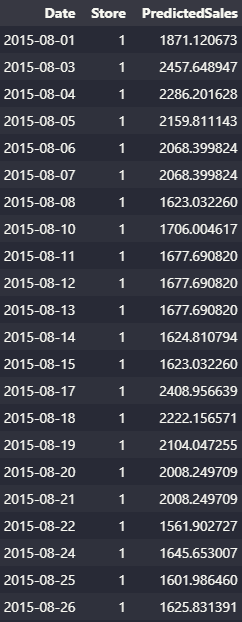 Date Store PredictedSales
2015-08-01 1 1871.120673
2015-08-03 1 2457.648947
2015-08-04 1 2286.201628
2015-08-05 1 2159.811143
2015-08-06 1 2068.399824
2015-08-07 1 2068.399824
2015-08-08 1 1623.032260
2015-08-10 1 1706.004617
2015-08-11 1 1677.690820
2015-08-12 1 1677.690820
2015-08-13 1 1677.690820
2015-08-14 1 1624.810794
2015-08-15 1 1623.032260
2015-08-17 1 2408.956639
2015-08-18 1 2222.156571
2015-08-19 1 2104.047255
2015-08-20 1 2008.249709
2015-08-21 1 2008.249709
2015-08-22 1 1561.902727
2015-08-24 1 1645.653007
2015-08-25 1 1601.986460
2015-08-26 1 1625.831391